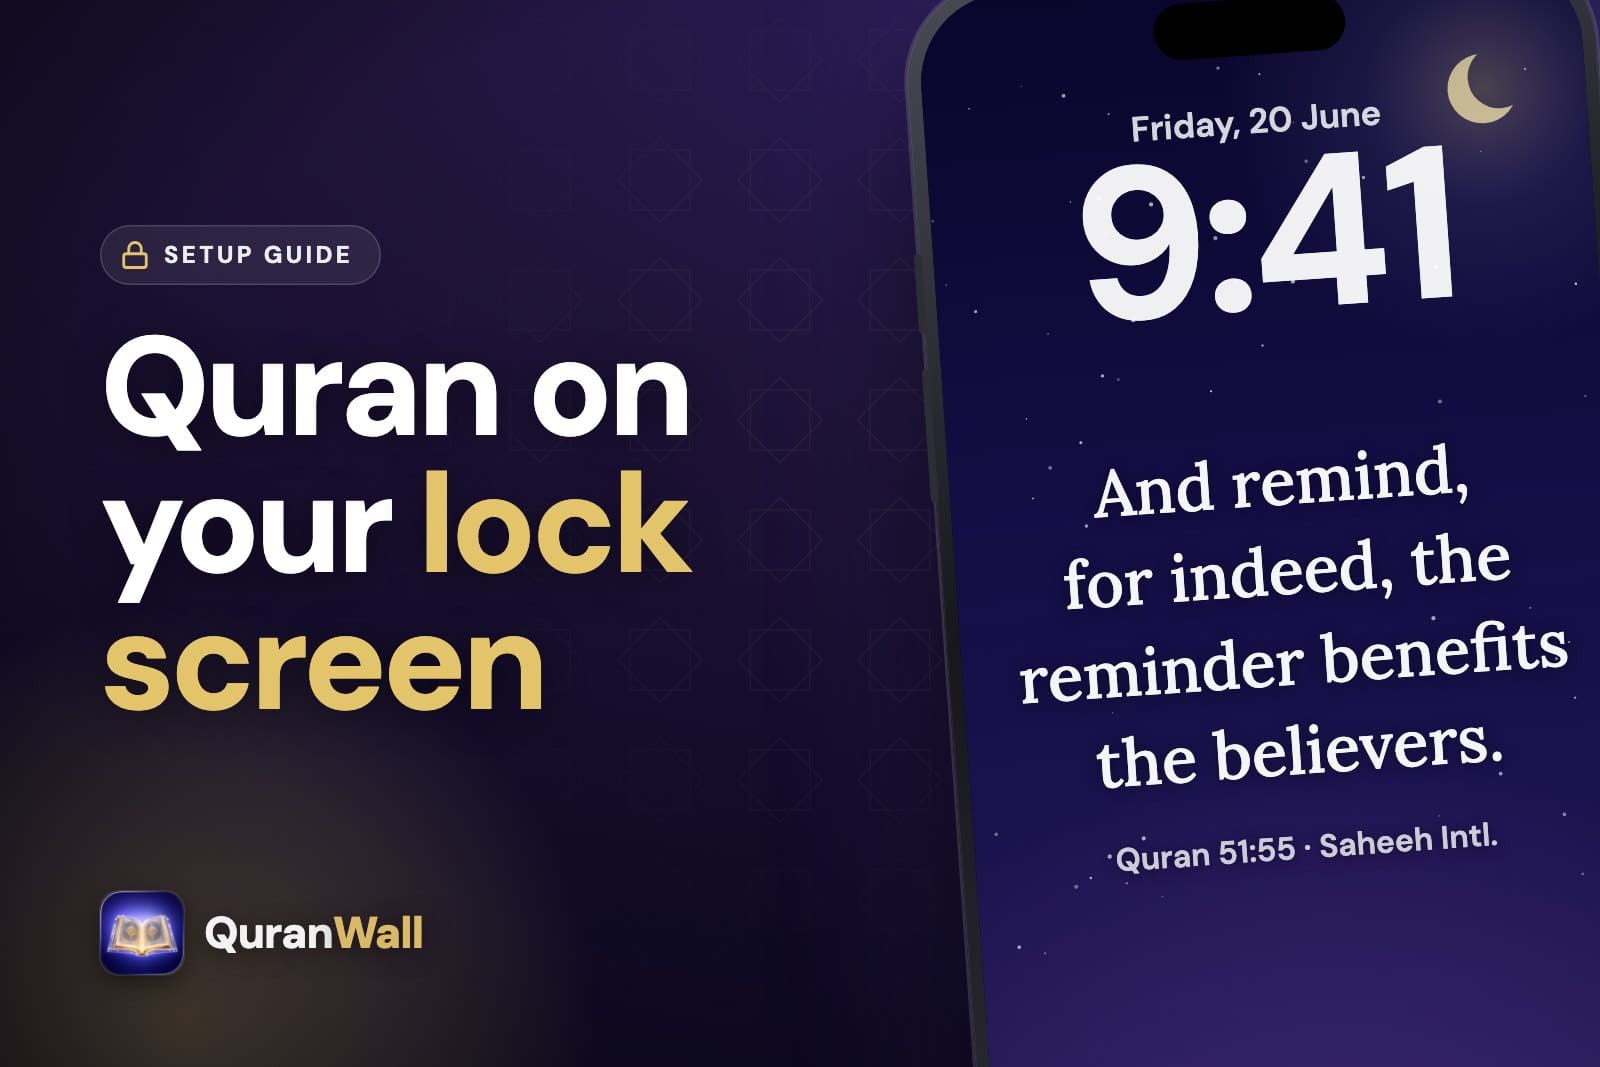 SETUP GUIDE
Quran on
your lock
screen
QuranWall
Friday, 20 June
9:41
And remind,
for indeed, the
reminder benefits
the believers.
Quran 51:55 · Saheeh Intl.